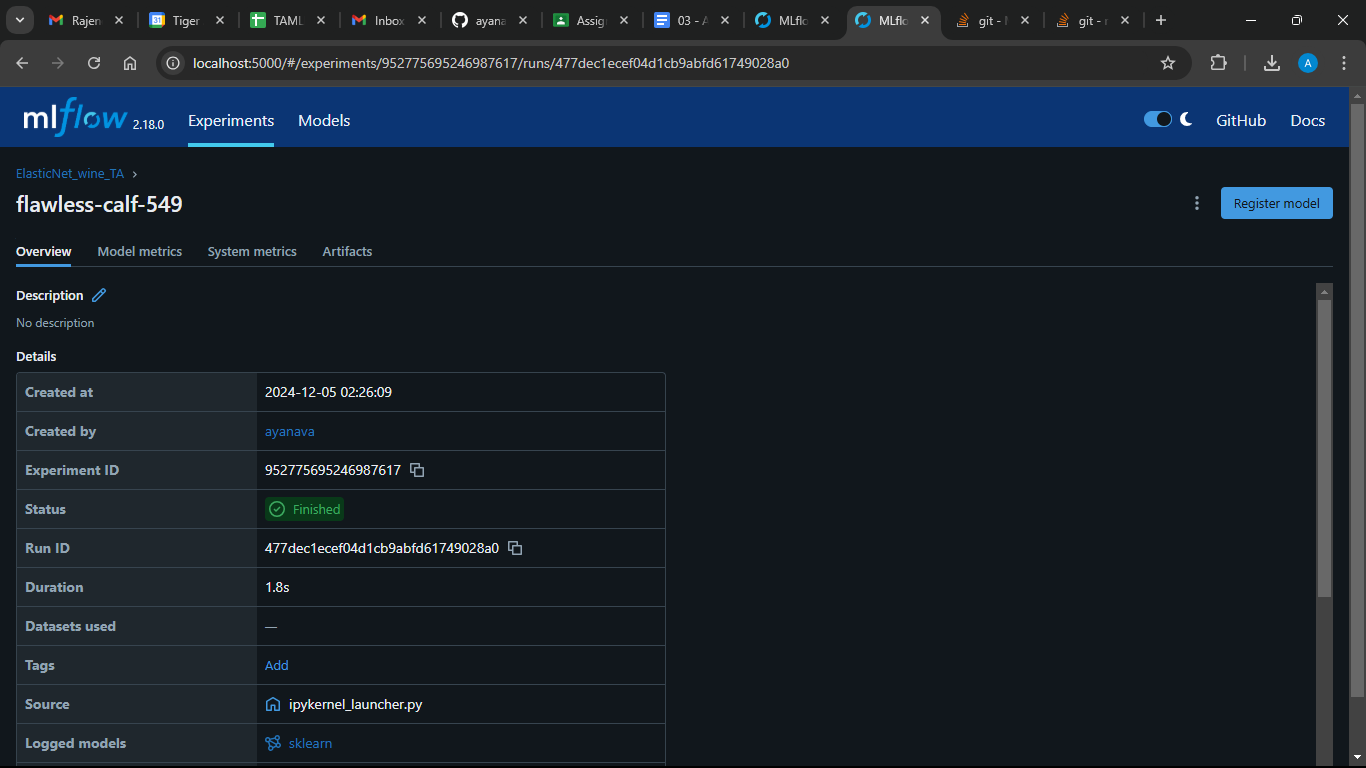 Rajen
31
Tiger
TAML
Inbox
ayana
Assig
03 - A
MLflo
MLflo
git -
git - r
localhost:5000/#/experiments/952775695246987617/runs/477dec1ecef04d1cb9abfd61749028a0
A
mlflow 2.18.0
Experiments
Models
GitHub
Docs
ElasticNet_wine_TA ›
flawless-calf-549
Register model
Overview
Model metrics
System metrics
Artifacts
Description
No description
Details
Created at 2024-12-05 02:26:09
Created by ayanava
Experiment ID 952775695246987617
Status Finished
Run ID 477dec1ecef04d1cb9abfd61749028a0
Duration 1.8s
Datasets used —
Tags Add
Source ipykernel_launcher.py
Logged models sklearn